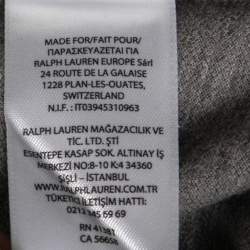 MADE FOR/FAIT POUR/
ΠΑΡΑΣΚΕΥΑΖΕΤΑΙ ΓΙΑ
RALPH LAUREN EUROPE Sárl
24 ROUTE DE LA GALAISE
1228 PLAN-LES-OUATES,
SWITZERLAND
N.I.F. : IT03945310963
RALPH LAUREN MAĞAZACILIK VE
TİC. LTD. ŞTİ
ESENTEPE KASAP SOK. ALTINAY İŞ
MERKEZİ NO:8-10 K:4 34360
ŞİŞLİ – İSTANBUL
WWW.RALPHLAUREN.COM.TR
TÜKETİCİ İLETİŞİM HATTI:
0212 345 69 69
RN 41381
CA 56658